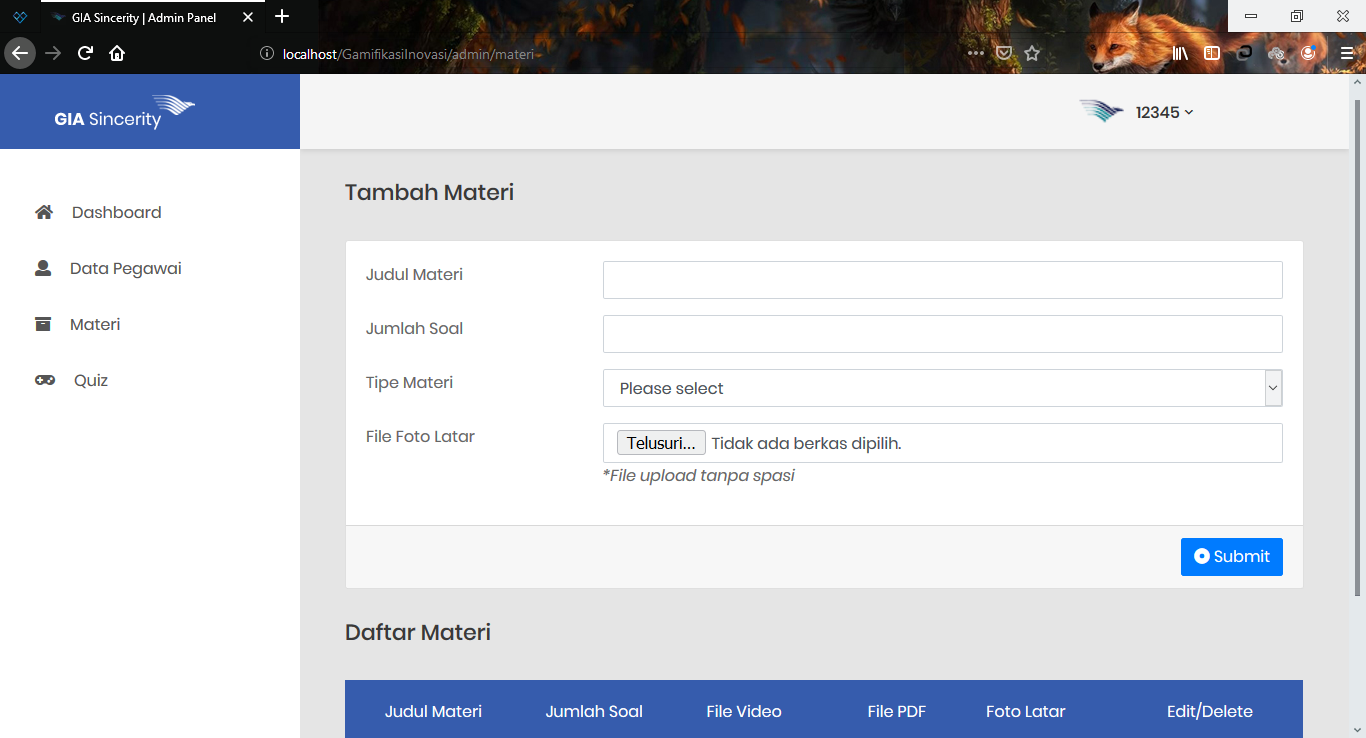 GIA Sincerity | Admin Panel
localhost/GamifikasiInovasi/admin/materi
GIA Sincerity
12345
Dashboard
Data Pegawai
Materi
Quiz
Tambah Materi
Judul Materi
Jumlah Soal
Tipe Materi
Please select
File Foto Latar
Telusuri... Tidak ada berkas dipilih.
*File upload tanpa spasi
Submit
Daftar Materi
Judul Materi Jumlah Soal File Video File PDF Foto Latar Edit/Delete